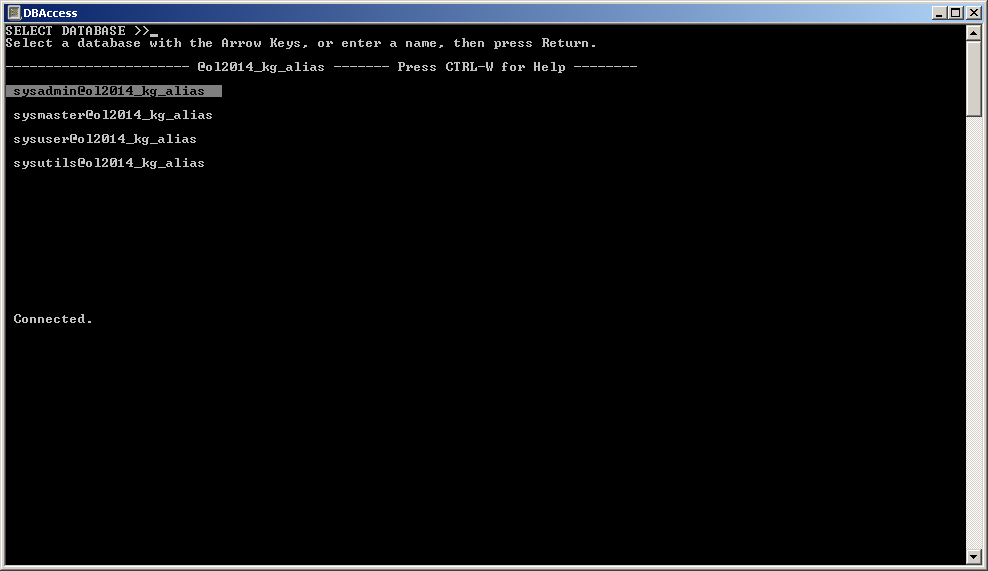 DBAccess
SELECT DATABASE >>_
Select a database with the Arrow Keys, or enter a name, then press Return.
----------------------- @ol2014_kg_alias ------- Press CTRL-W for Help --------
sysadmin@ol2014_kg_alias
sysmaster@ol2014_kg_alias
sysuser@ol2014_kg_alias
sysutils@ol2014_kg_alias
Connected.